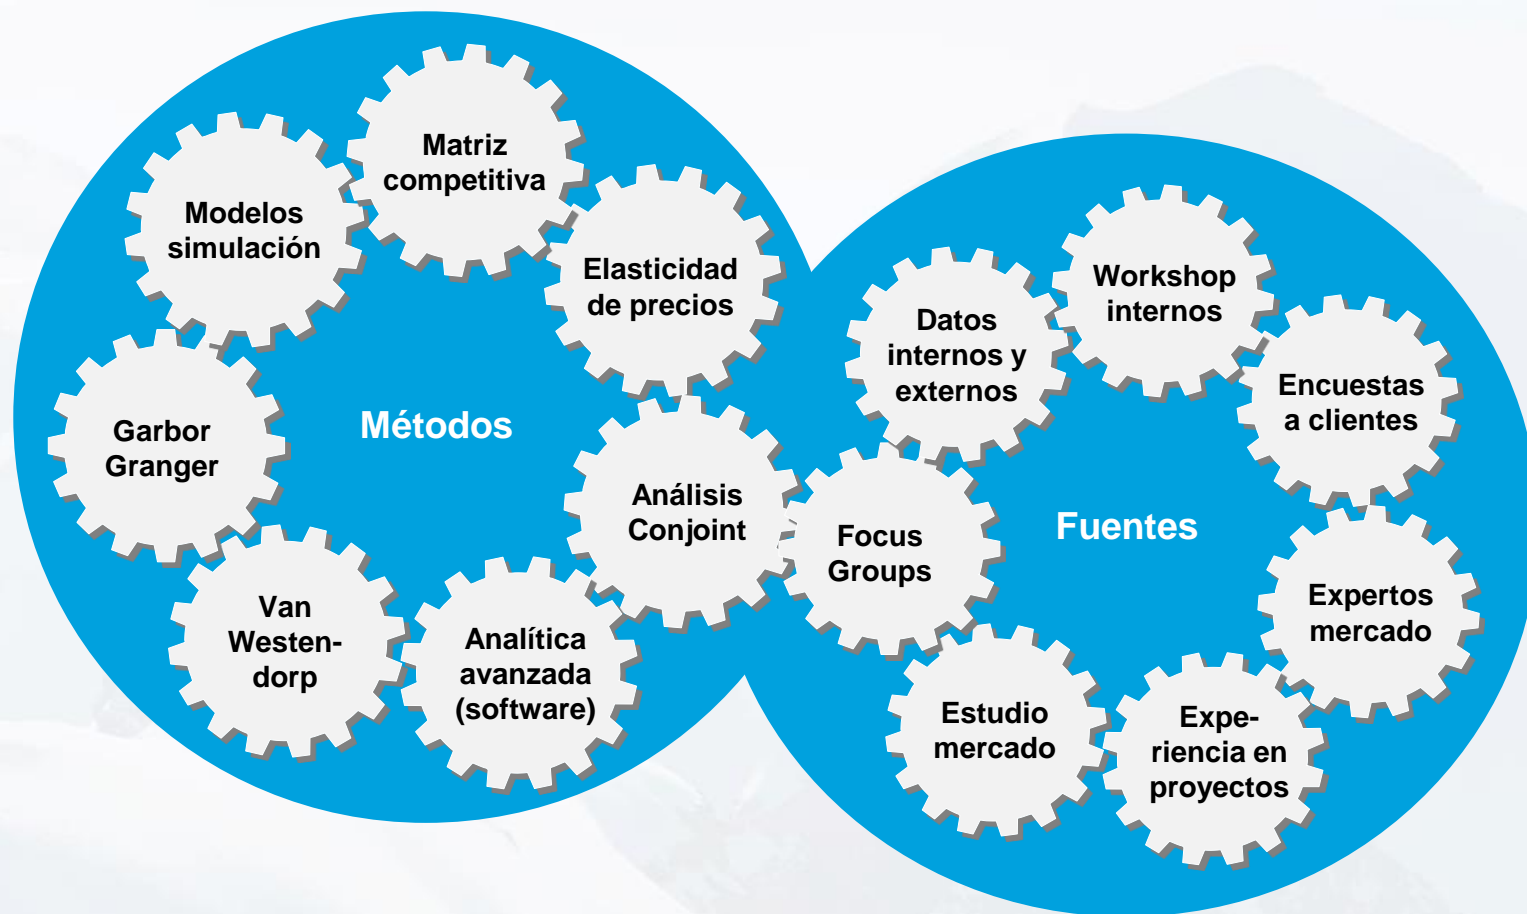 Matriz
competitiva
Modelos
simulación
Elasticidad
de precios
Métodos
Garbor
Granger
Análisis
Conjoint
Van
Westen-
dorp
Analítica
avanzada
(software)
Workshop
internos
Datos
internos y
externos
Encuestas
a clientes
Fuentes
Focus
Groups
Expertos
mercado
Estudio
mercado
Expe-
riencia en
proyectos